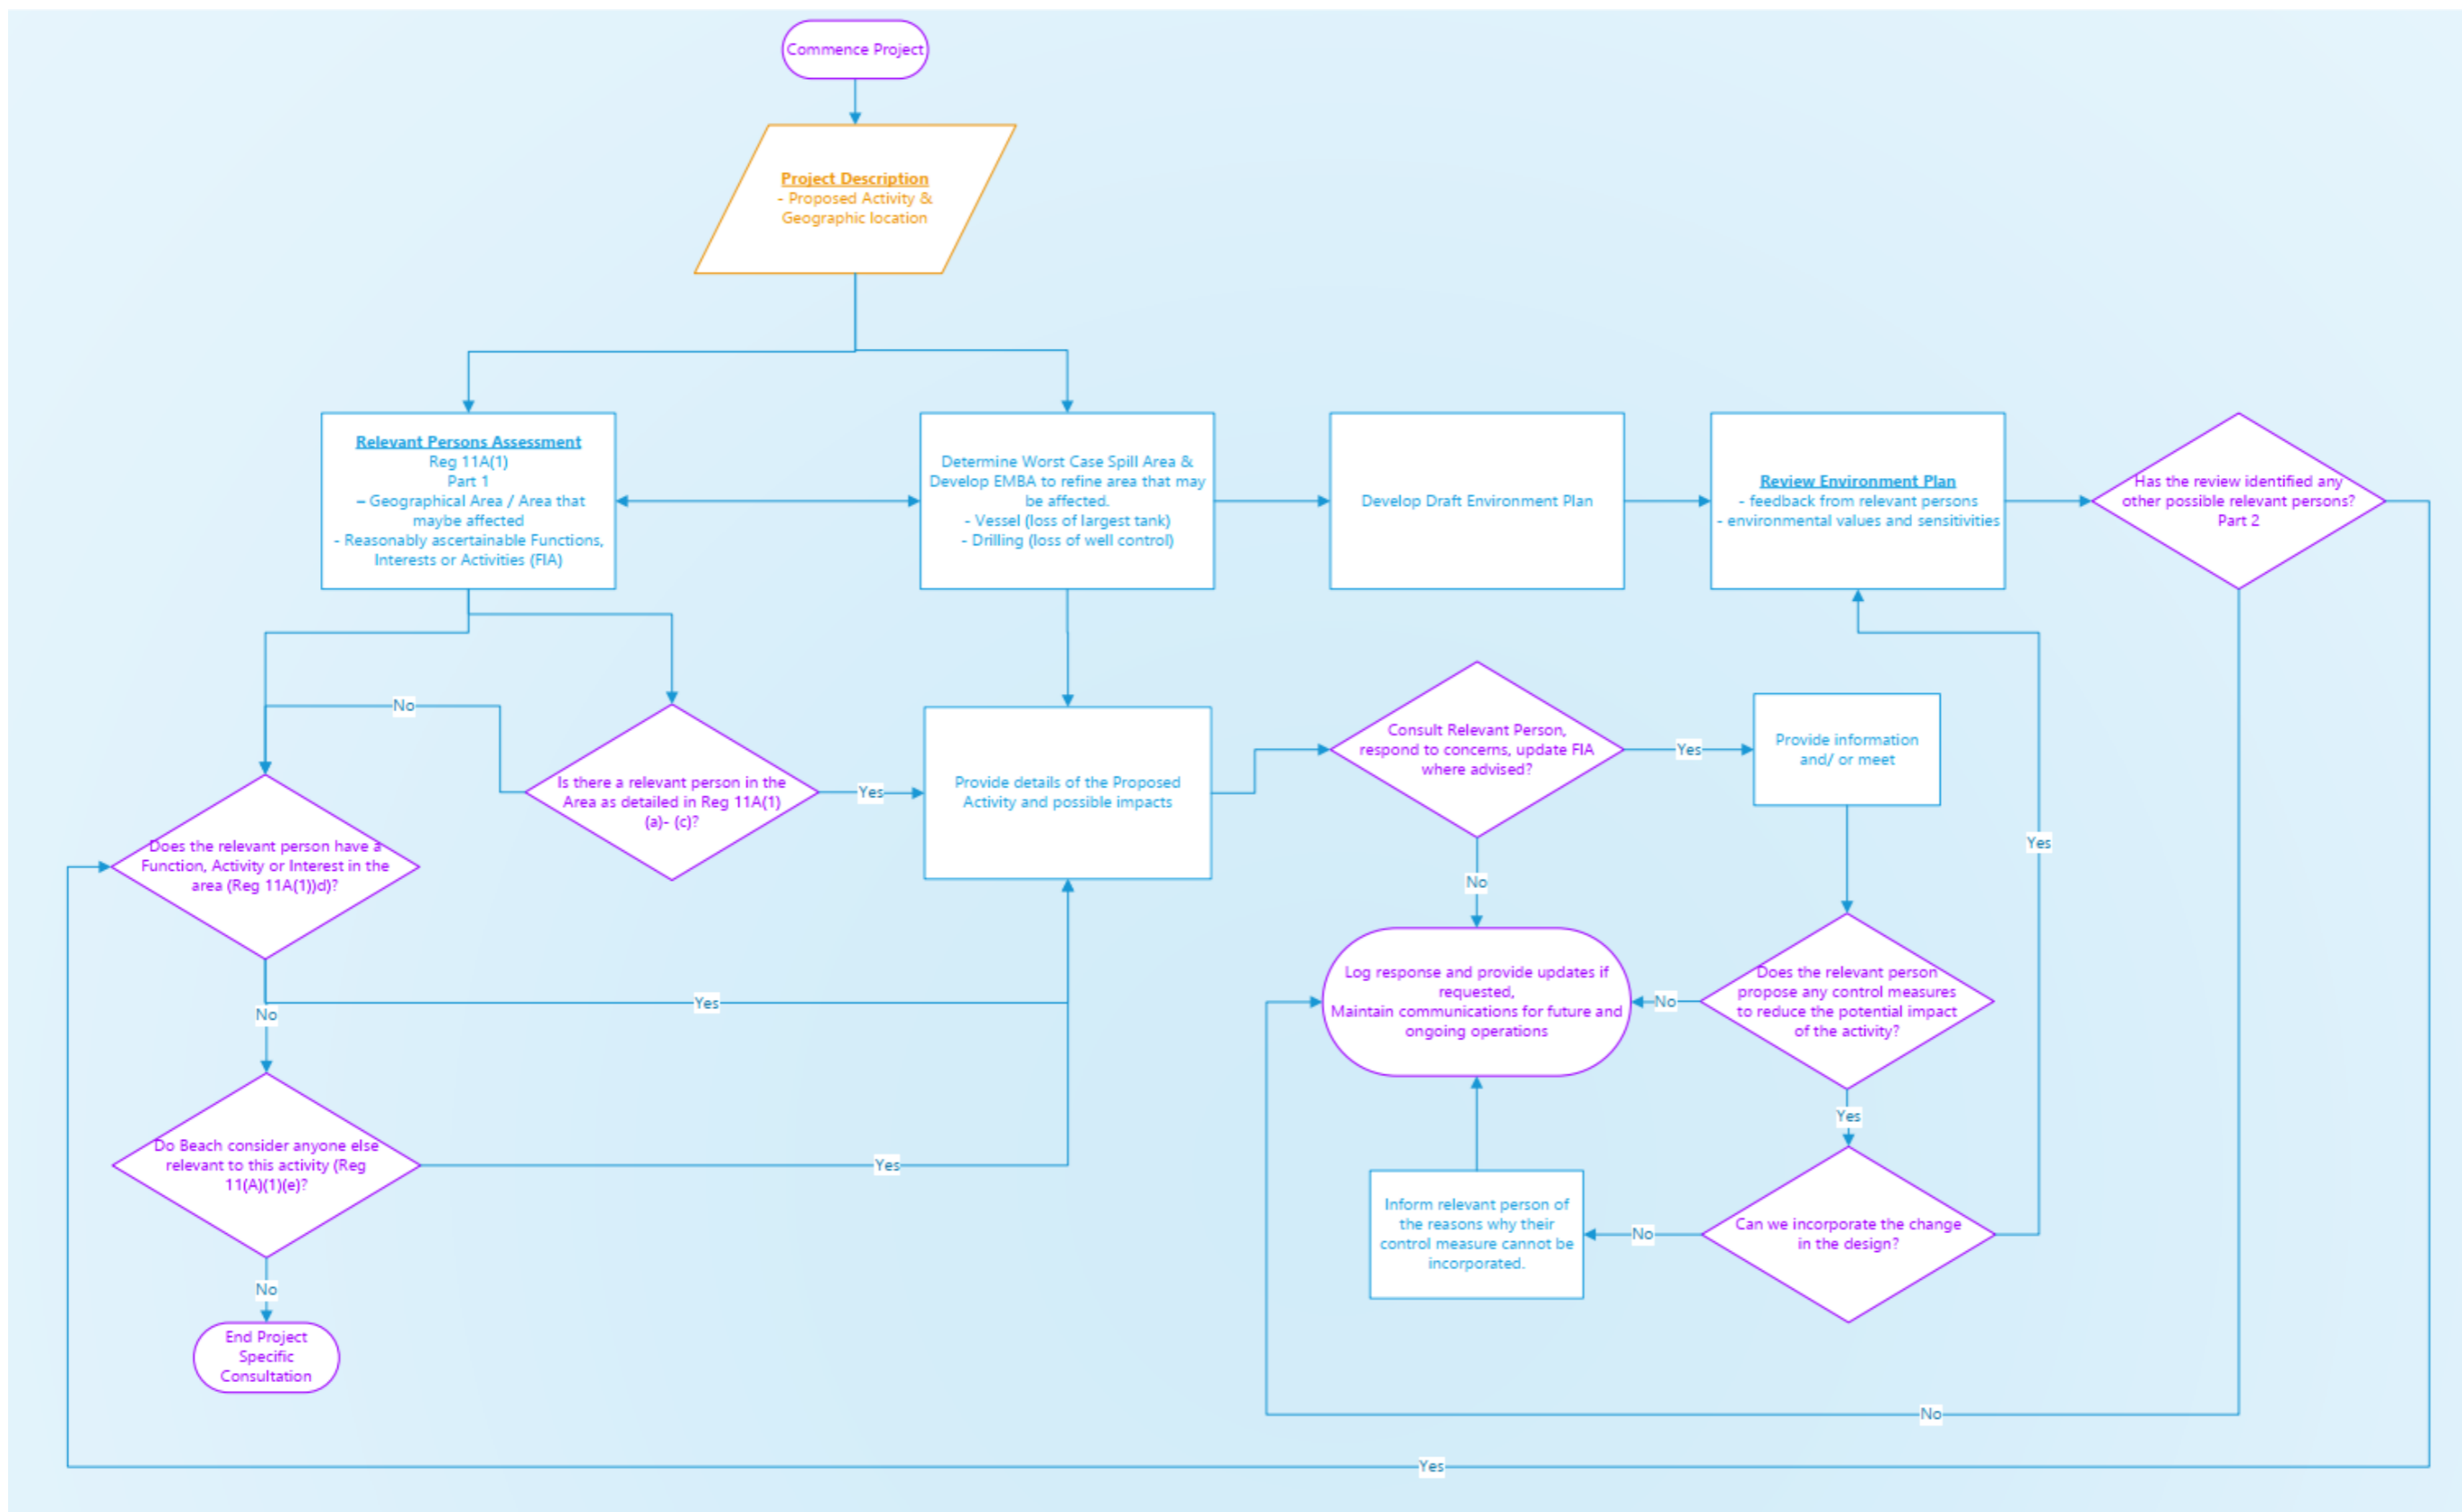 Commence Project
Project Description
- Proposed Activity &
Geographic location
Relevant Persons Assessment
Reg 11A(1)
Part 1
– Geographical Area / Area that
maybe affected
- Reasonably ascertainable Functions,
Interests or Activities (FIA)
Determine Worst Case Spill Area &
Develop EMBA to refine area that may
be affected.
- Vessel (loss of largest tank)
- Drilling (loss of well control)
Develop Draft Environment Plan
Review Environment Plan
- feedback from relevant persons
- environmental values and sensitivities
Has the review identified any
other possible relevant persons?
Part 2
No
Is there a relevant person in the
Area as detailed in Reg 11A(1)
(a)- (c)?
Yes
Provide details of the Proposed
Activity and possible impacts
Consult Relevant Person,
respond to concerns, update FIA
where advised?
Yes
Provide information
and/ or meet
Yes
No
Does the relevant person have a
Function, Activity or Interest in the
area (Reg 11A(1))d)?
Yes
No
Log response and provide updates if
requested,
Maintain communications for future and
ongoing operations
No
Does the relevant person
propose any control measures
to reduce the potential impact
of the activity?
Yes
Do Beach consider anyone else
relevant to this activity (Reg
11(A)(1)(e)?
Yes
Inform relevant person of
the reasons why their
control measure cannot be
incorporated.
No
Can we incorporate the change
in the design?
No
End Project
Specific
Consultation
No
Yes